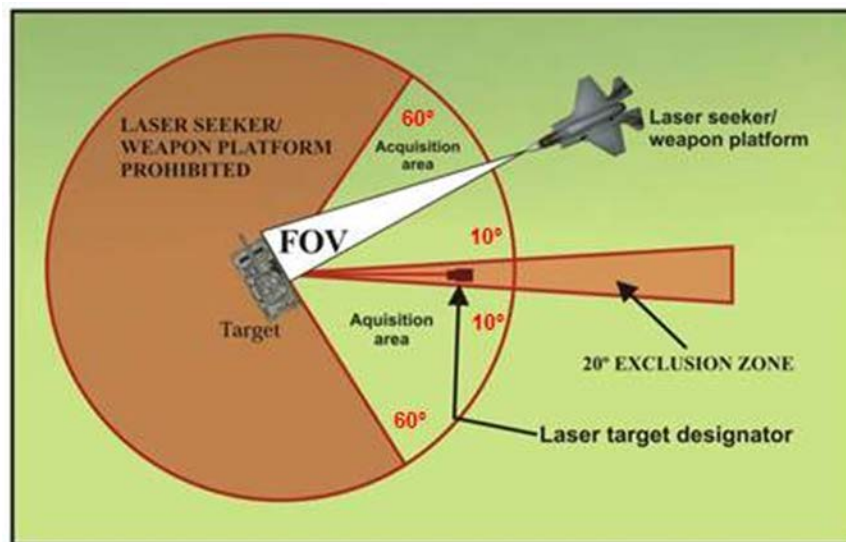 60°
Acquisition
area
LASER SEEKER/
WEAPON PLATFORM
PROHIBITED
Laser seeker/
weapon platform
FOV
10°
Target
Aquisition
area
10°
20° EXCLUSION ZONE
60°
Laser target designator